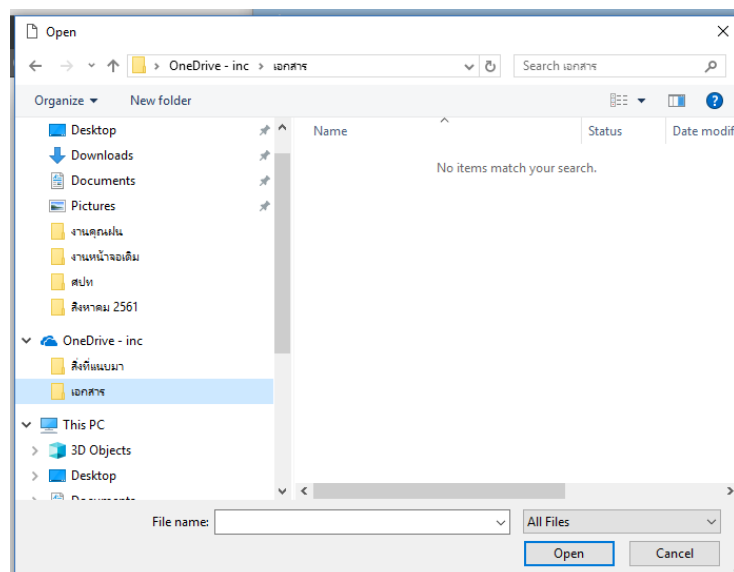 Open
OneDrive - inc > เอกสาร
Search เอกสาร
Organize
New folder
Name
Status
Date modif
No items match your search.
Desktop
Downloads
Documents
Pictures
งานคุณฝน
งานหน้าจอเดิม
สปท
สิงหาคม 2561
OneDrive - inc
สิ่งที่แนบมา
เอกสาร
This PC
3D Objects
Desktop
Documents
File name:
All Files
Open
Cancel